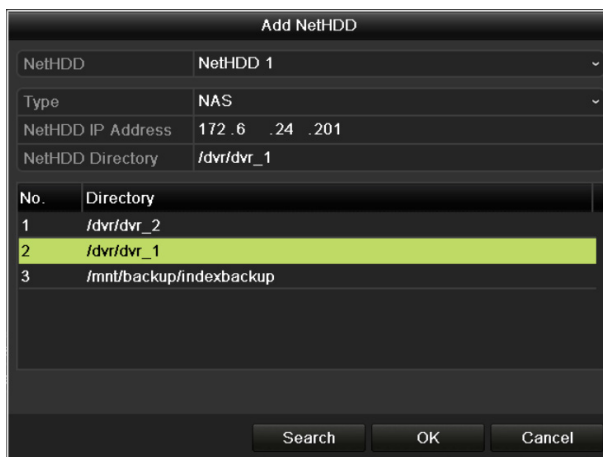 Add NetHDD
NetHDD NetHDD 1
Type NAS
NetHDD IP Address 172 .6 .24 .201
NetHDD Directory /dvr/dvr_1
No. Directory
1 /dvr/dvr_2
2 /dvr/dvr_1
3 /mnt/backup/indexbackup
Search OK Cancel